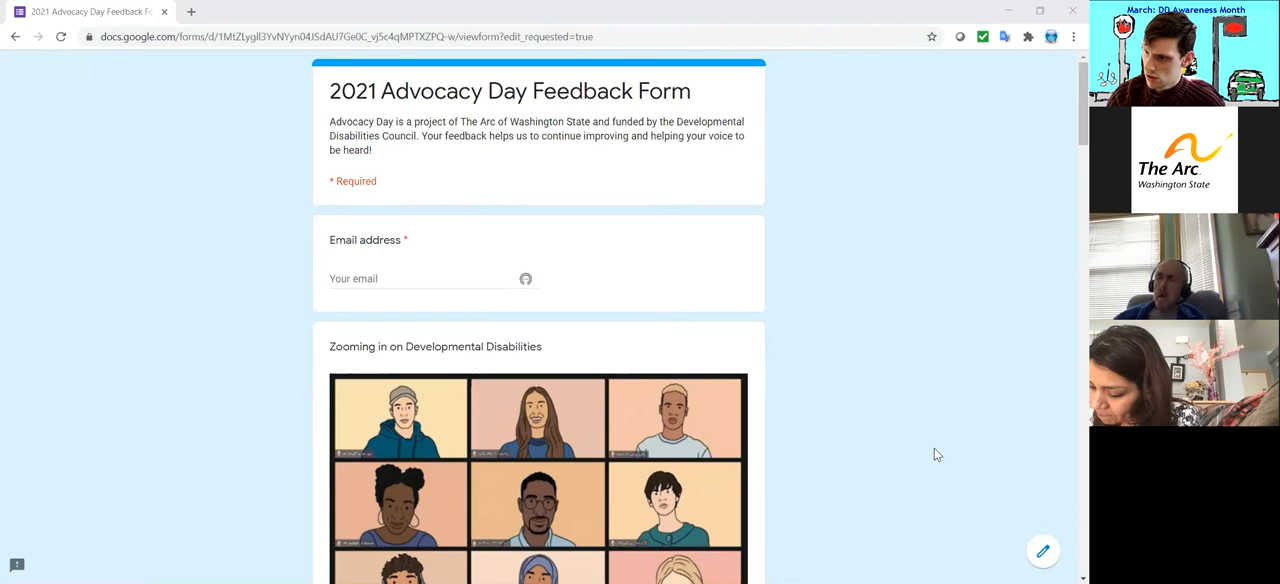 2021 Advocacy Day Feedback Fo
docs.google.com/forms/d/1MtZLygll3YvNYyn04JSdAU7Ge0C_vj5c4qMPTXZPQ-w/viewform?edit_requested=true
2021 Advocacy Day Feedback Form
Advocacy Day is a project of The Arc of Washington State and funded by the Developmental
Disabilities Council. Your feedback helps us to continue improving and helping your voice to
be heard!
* Required
Email address *
Your email
Zooming in on Developmental Disabilities
March: DD Awareness Month
The Arc.
Washington State